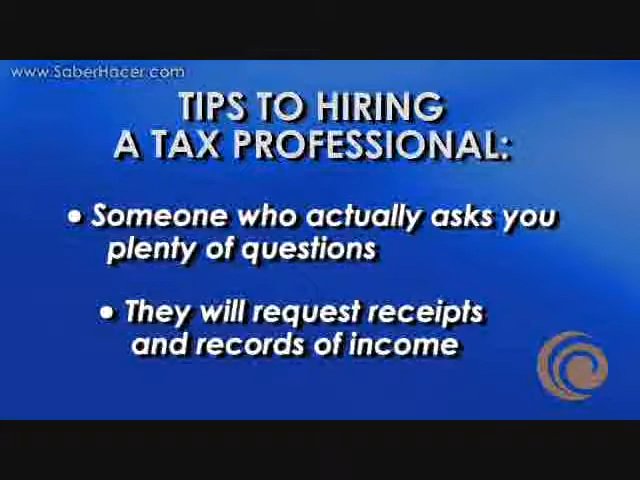 www.SaberHacer.com
TIPS TO HIRING
A TAX PROFESSIONAL:
• Someone who actually asks you
plenty of questions
• They will request receipts
and records of income